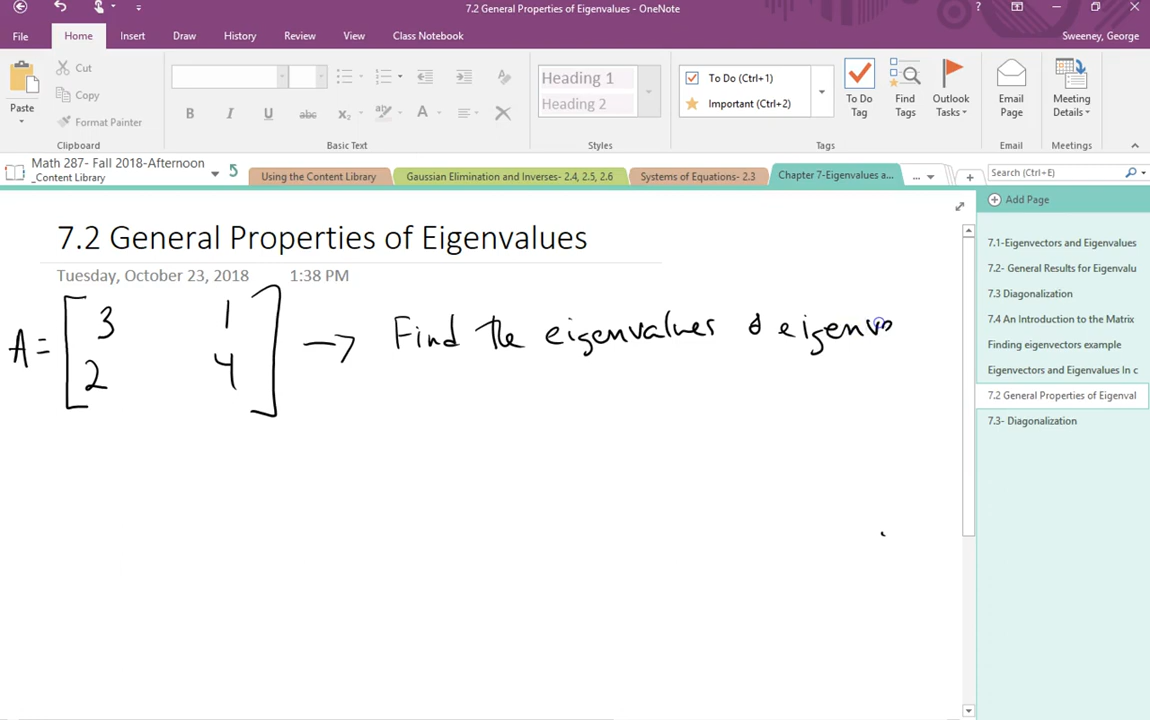 7.2 General Properties of Eigenvalues - OneNote
?
File Home Insert Draw History Review View Class Notebook
Sweeney, George
Paste
Cut
Copy
Format Painter
Clipboard
B I U abc x₂ ab A
Basic Text
Heading 1
Heading 2
Styles
To Do (Ctrl+1)
Important (Ctrl+2)
To Do Tag
Find Tags
Outlook Tasks
Tags
Email Page
Email
Meeting Details
Meetings
Math 287- Fall 2018-Afternoon
_Content Library
Using the Content Library
Gaussian Elimination and Inverses- 2.4, 2.5, 2.6
Systems of Equations- 2.3
Chapter 7-Eigenvalues a...
...
Search (Ctrl+E)
Add Page
7.1-Eigenvectors and Eigenvalues
7.2- General Results for Eigenvalu
7.3 Diagonalization
7.4 An Introduction to the Matrix
Finding eigenvectors example
Eigenvectors and Eigenvalues In c
7.2 General Properties of Eigenval
7.3- Diagonalization
7.2 General Properties of Eigenvalues
Tuesday, October 23, 2018 1:38 PM
A = [ 3 1
2 4 ] → Find the eigenvalues & eigenv